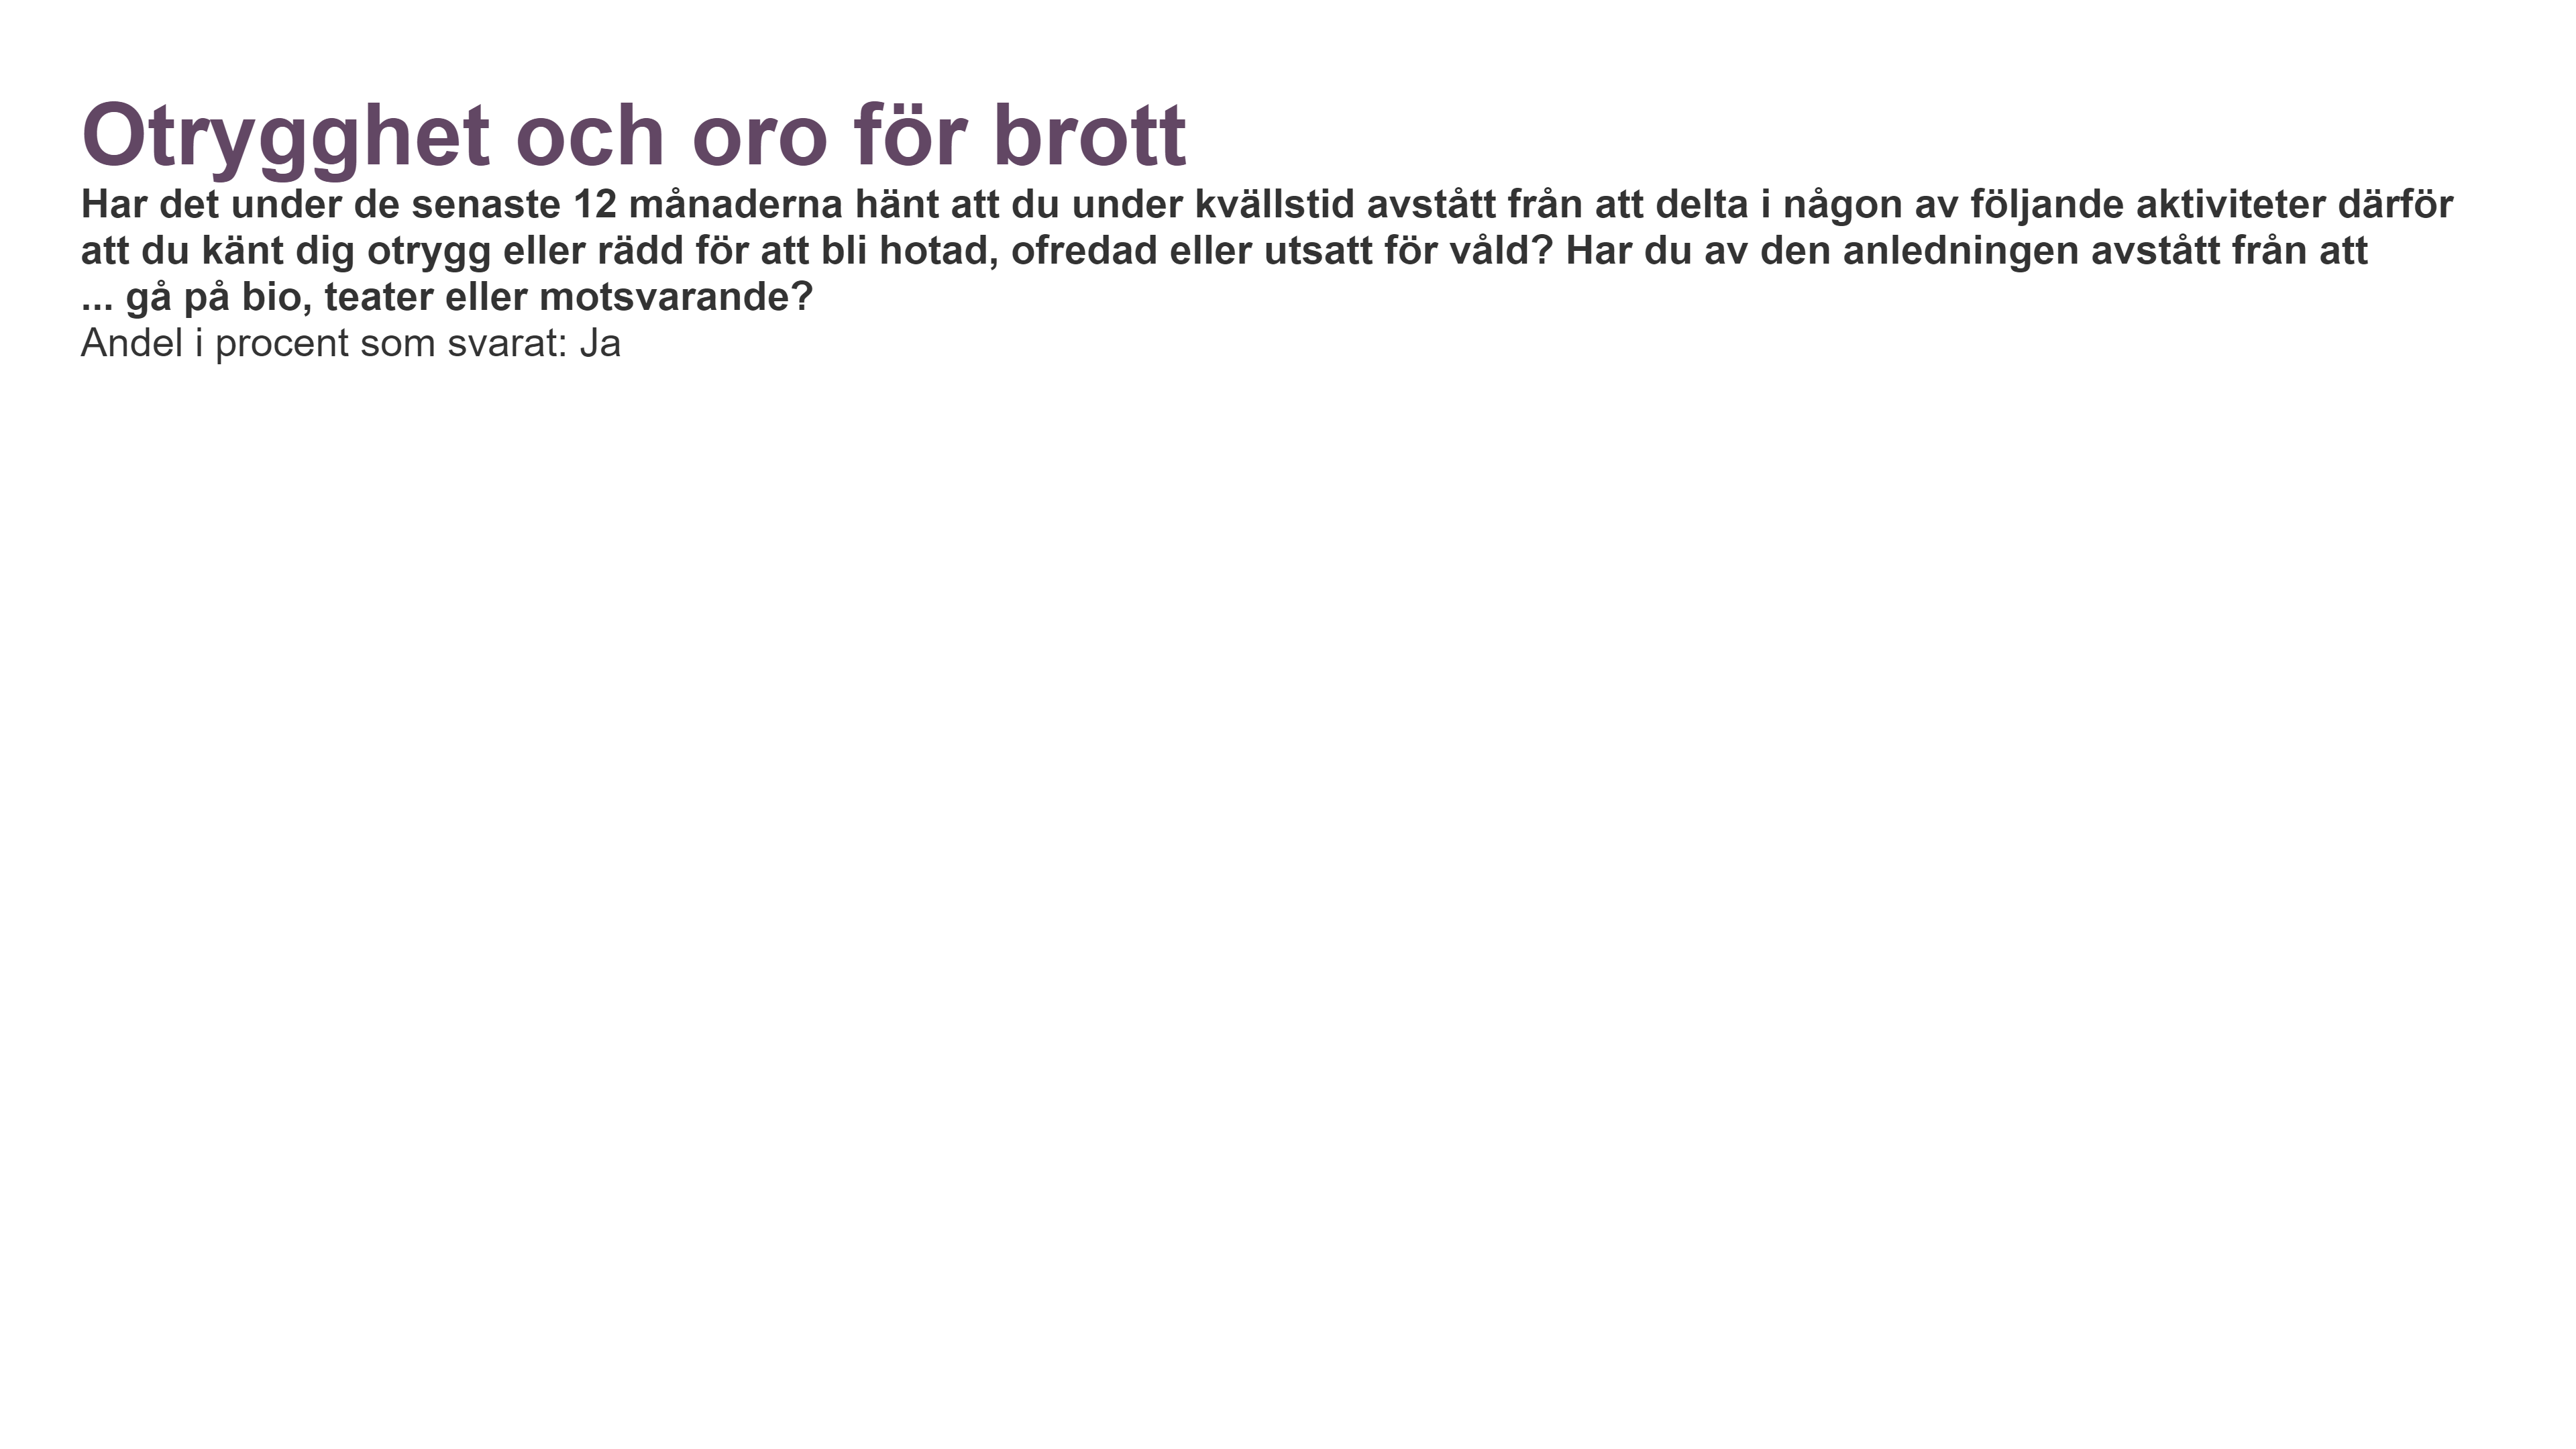 Otrygghet och oro för brott
Har det under de senaste 12 månaderna hänt att du under kvällstid avstått från att delta i någon av följande aktiviteter därför
att du känt dig otrygg eller rädd för att bli hotad, ofredad eller utsatt för våld? Har du av den anledningen avstått från att
... gå på bio, teater eller motsvarande?
Andel i procent som svarat: Ja